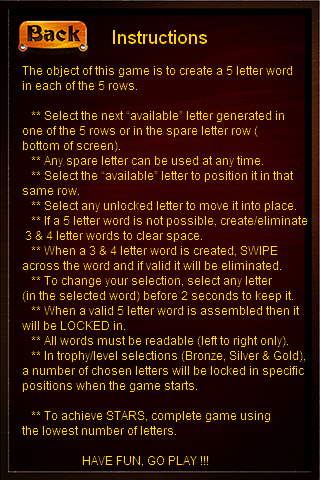 Back
Instructions
The object of this game is to create a 5 letter word
in each of the 5 rows.
** Select the next “available” letter generated in
one of the 5 rows or in the spare letter row (
bottom of screen).
** Any spare letter can be used at any time.
** Select the “available” letter to position it in that
same row.
** Select any unlocked letter to move it into place.
** If a 5 letter word is not possible, create/eliminate
3 & 4 letter words to clear space.
** When a 3 & 4 letter word is created, SWIPE
across the word and if valid it will be eliminated.
** To change your selection, select any letter
(in the selected word) before 2 seconds to keep it.
** When a valid 5 letter word is assembled then it
will be LOCKED in.
** All words must be readable (left to right only).
** In trophy/level selections (Bronze, Silver & Gold),
a number of chosen letters will be locked in specific
positions when the game starts.
** To achieve STARS, complete game using
the lowest number of letters.
HAVE FUN, GO PLAY !!!